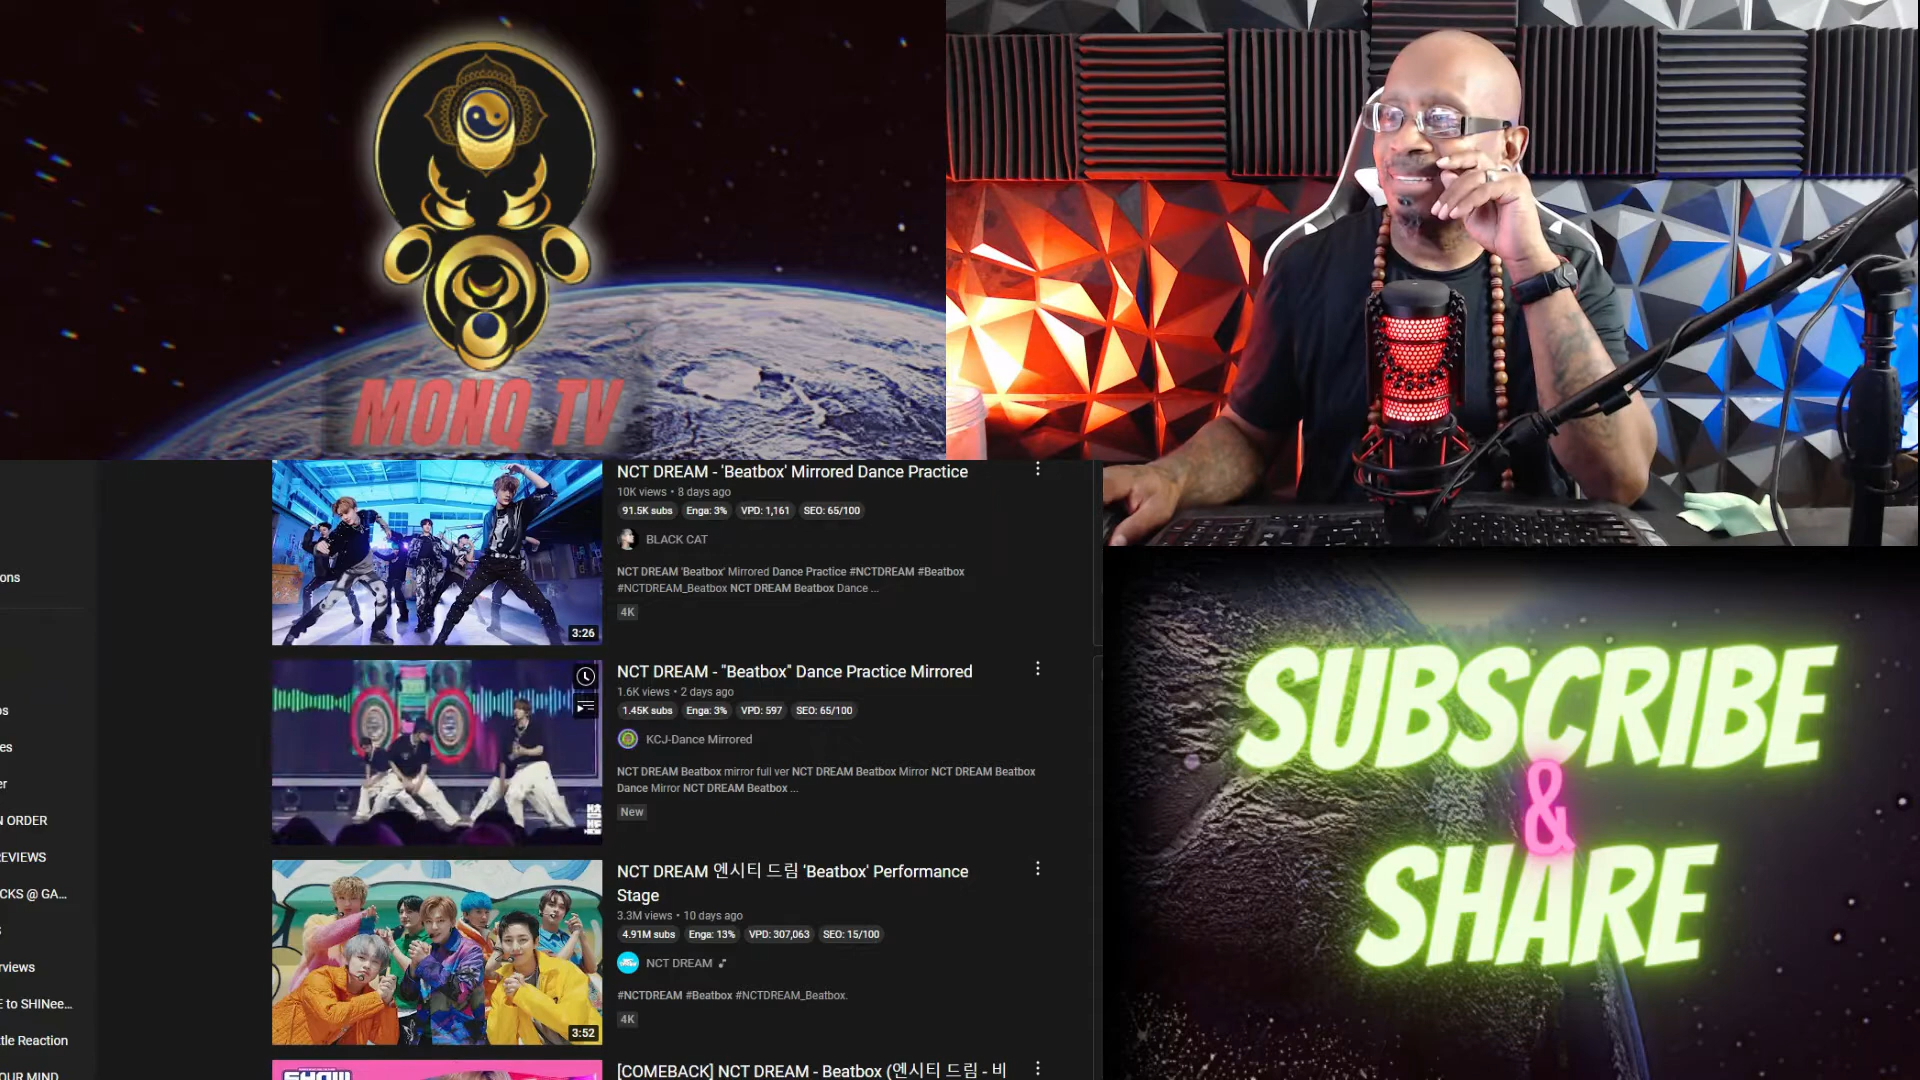 MONQ TV
NCT DREAM - 'Beatbox' Mirrored Dance Practice
10K views • 8 days ago
91.5K subs Enga: 3% VPD: 1,161 SEO: 65/100
BLACK CAT
NCT DREAM 'Beatbox' Mirrored Dance Practice #NCTDREAM #Beatbox
#NCTDREAM_Beatbox NCT DREAM Beatbox Dance ...
4K
3:26
NCT DREAM - "Beatbox" Dance Practice Mirrored
1.6K views • 2 days ago
1.45K subs Enga: 3% VPD: 597 SEO: 65/100
KCJ-Dance Mirrored
NCT DREAM Beatbox mirror full ver NCT DREAM Beatbox Mirror NCT DREAM Beatbox
Dance Mirror NCT DREAM Beatbox ...
New
NCT DREAM 엔시티 드림 'Beatbox' Performance
Stage
3.3M views • 10 days ago
4.91M subs Enga: 13% VPD: 307,063 SEO: 15/100
NCT DREAM
#NCTDREAM #Beatbox #NCTDREAM_Beatbox.
4K
3:52
[COMEBACK] NCT DREAM - Beatbox (엔시티 드림 - 비
ons
s
es
er
N ORDER
EVIEWS
CKS @ GA...
s
rviews
E to SHINee...
tle Reaction
OUR MIND
SUBSCRIBE
&
SHARE